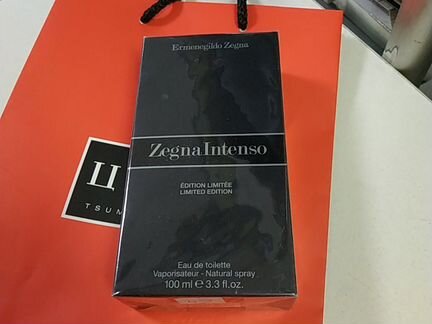 Ermenegildo Zegna
Zegna Intenso
ÉDITION LIMITÉE
LIMITED EDITION
Eau de toilette
Vaporisateur - Natural spray
100 ml ℮ 3.3 fl.oz.
Ц
TSUM